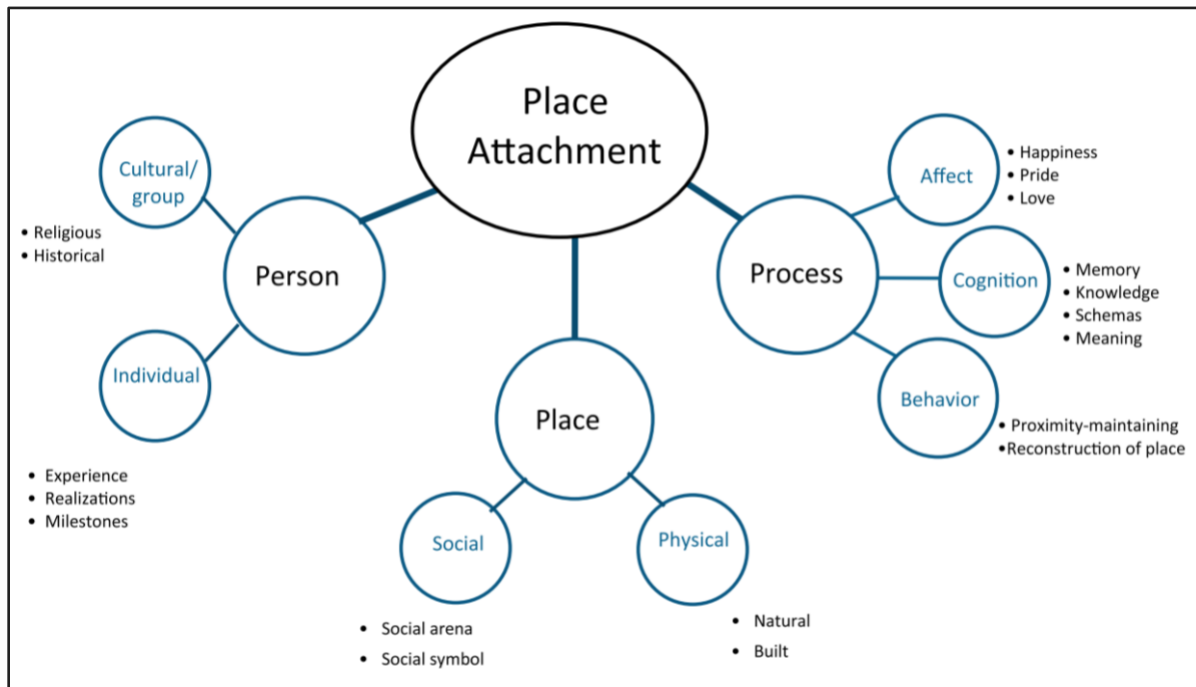 Place
Attachment
Cultural/
group
• Religious
• Historical
Person
Individual
• Experience
• Realizations
• Milestones
Place
Social
• Social arena
• Social symbol
Physical
• Natural
• Built
Process
Affect
• Happiness
• Pride
• Love
Cognition
• Memory
• Knowledge
• Schemas
• Meaning
Behavior
• Proximity-maintaining
•Reconstruction of place